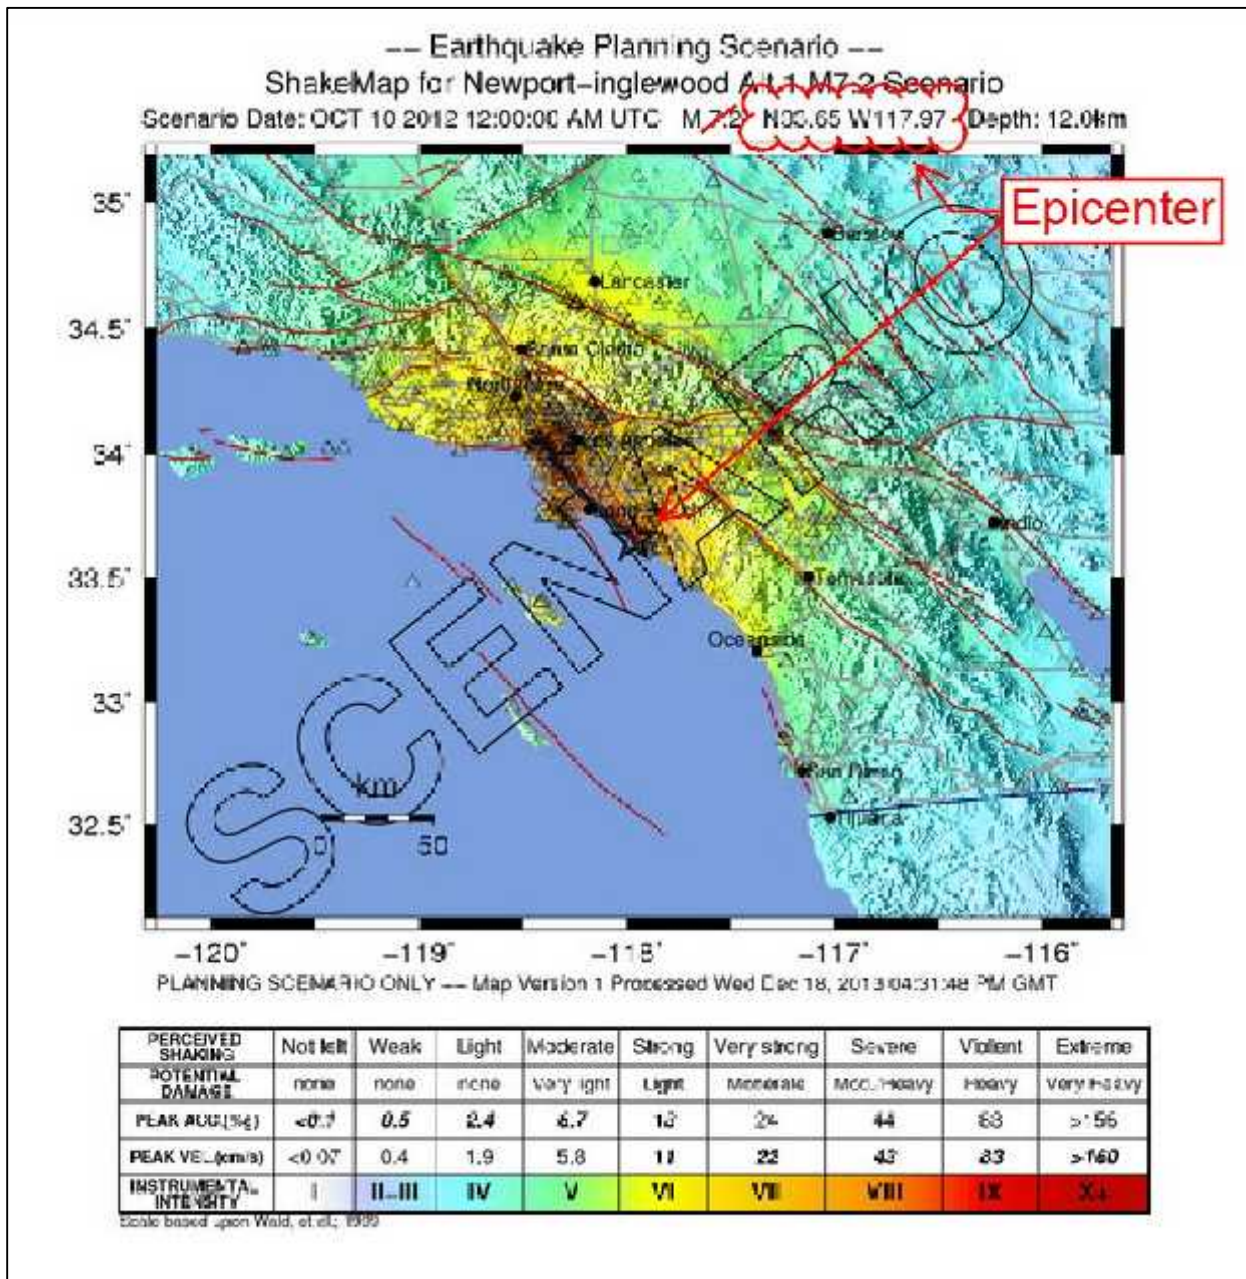 -- Earthquake Planning Scenario --
ShakeMap for Newport-inglewood Alt 1 M7.2 Scenario
Scenario Date: OCT 10 2012 12:00:00 AM UTC M 7.2 N33.65 W117.97 Depth: 12.0km
Epicenter
35°
34.5°
34°
33.5°
33°
32.5°
Lancaster
Indio
Temecula
Oceanside
San Diego
Tijuana
SCENARIO
km
0 50
-120° -119° -118° -117° -116°
PLANNING SCENARIO ONLY -- Map Version 1 Processed Wed Dec 18, 2013 04:31:48 PM GMT
PERCEIVED SHAKING Not felt Weak Light Moderate Strong Very strong Severe Violent Extreme
POTENTIAL DAMAGE none none none Very light Light Moderate Mod./Heavy Heavy Very Heavy
PEAK ACC.(%g) 0.5 2.4 6.7 13 24 44 83 >156
PEAK VEL.(cm/s) <0.07 0.4 1.9 5.8 11 22 43 83 >160
INSTRUMENTAL INTENSITY I II-III IV V VI VII VIII IX X+
Scale based upon Wald, et al.; 1999